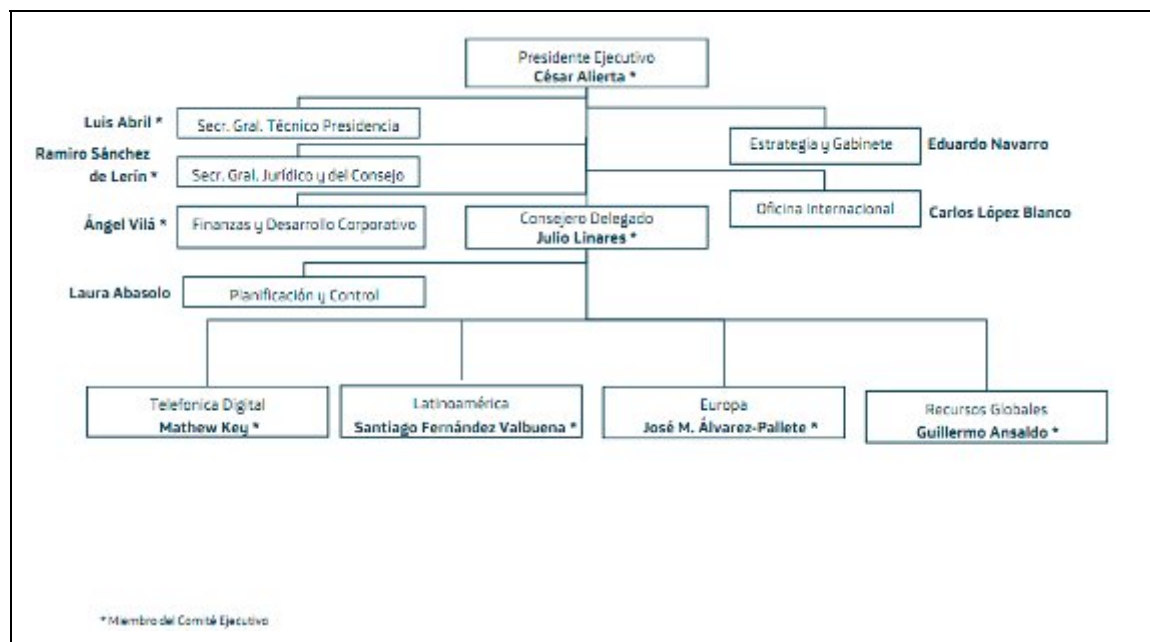 Presidente Ejecutivo
César Alierta *
Luis Abril *
Secr. Gral. Técnico Presidencia
Estrategia y Gabinete
Eduardo Navarro
Ramiro Sánchez
de Lerín *
Secr. Gral. Jurídico y del Consejo
Oficina Internacional
Carlos López Blanco
Ángel Vilá *
Finanzas y Desarrollo Corporativo
Consejero Delegado
Julio Linares *
Laura Abasolo
Planificación y Control
Telefonica Digital
Mathew Key *
Latinoamérica
Santiago Fernández Valbuena *
Europa
José M. Álvarez-Pallete *
Recursos Globales
Guillermo Ansaldo *
* Miembro del Comité Ejecutivo